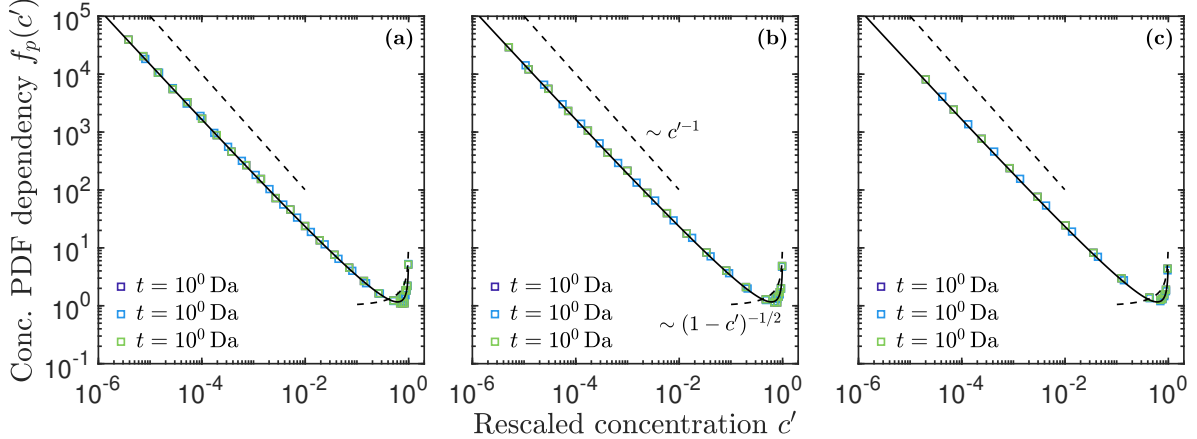 Conc. PDF dependency f_p(c′)
10^5
10^4
10^3
10^2
10^1
10^0
10^-1
(a)
t = 10^0 Da
t = 10^0 Da
t = 10^0 Da
10^-6
10^-4
10^-2
10^0
(b)
∼ c′^-1
∼ (1 − c′)^-1/2
t = 10^0 Da
t = 10^0 Da
t = 10^0 Da
10^-6
10^-4
10^-2
10^0
(c)
t = 10^0 Da
t = 10^0 Da
t = 10^0 Da
10^-6
10^-4
10^-2
10^0
Rescaled concentration c′